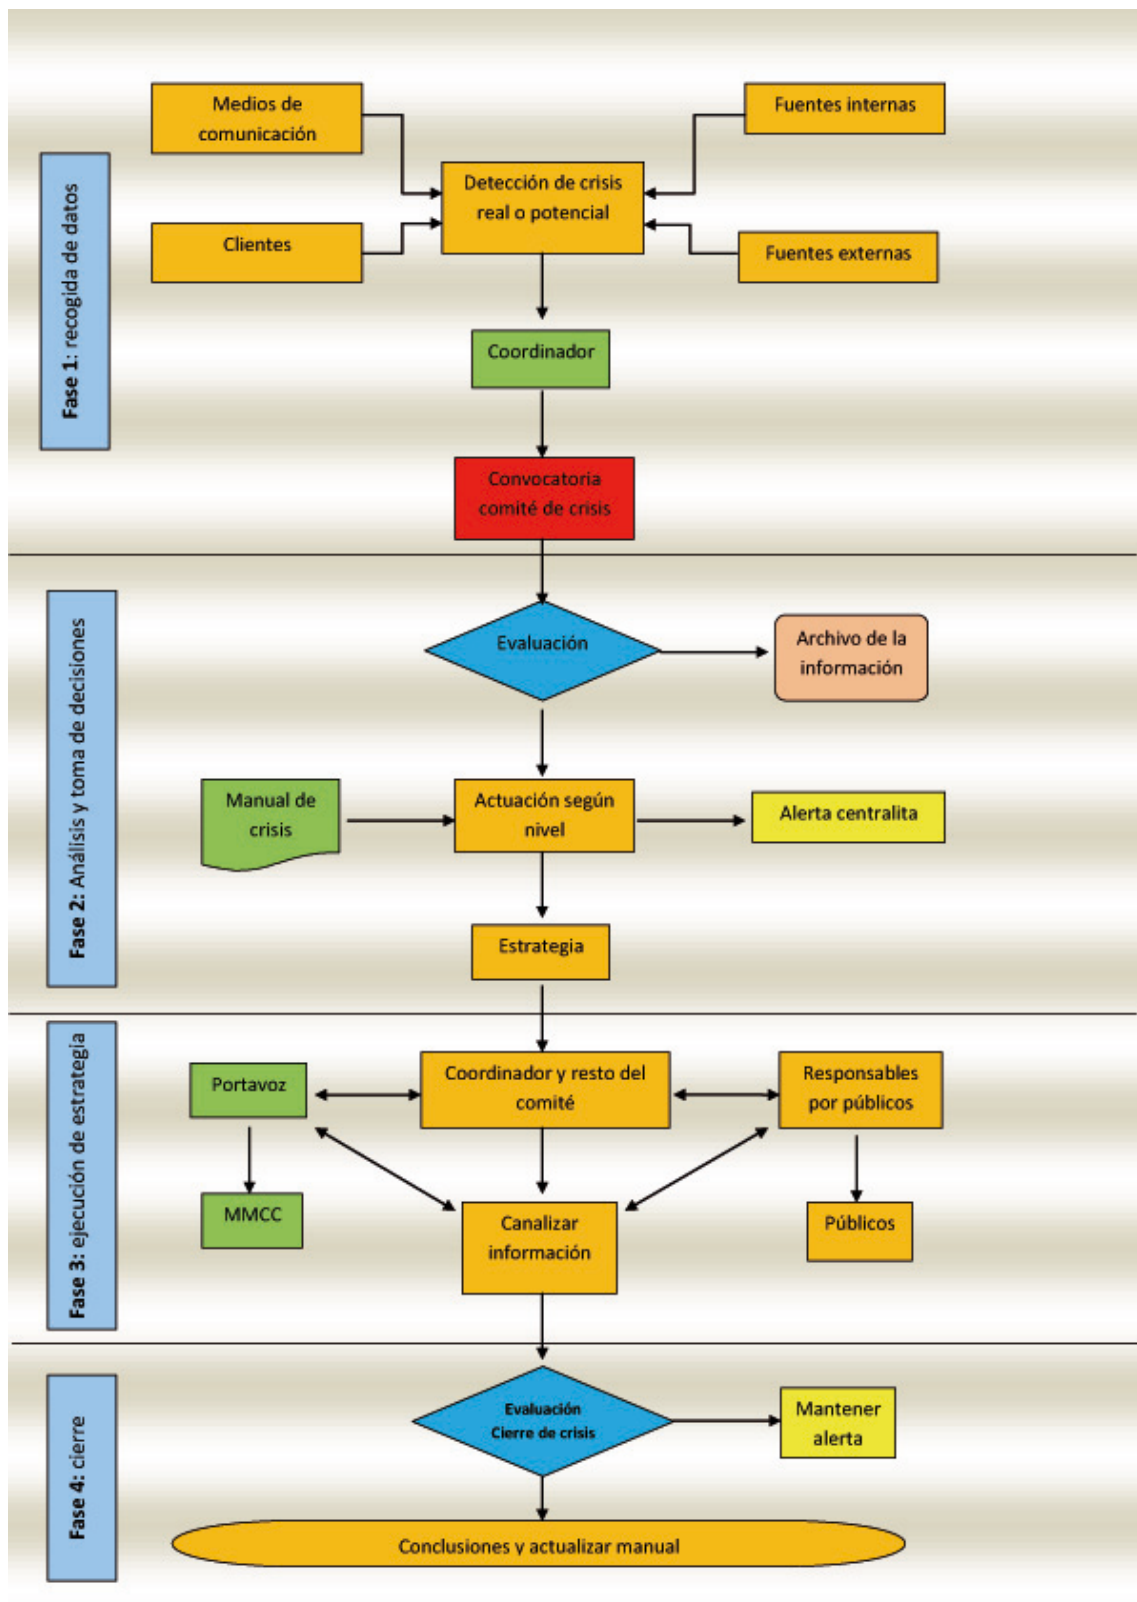 Fase 1: recogida de datos
Medios de
comunicación
Fuentes internas
Detección de crisis
real o potencial
Clientes
Fuentes externas
Coordinador
Convocatoria
comité de crisis
Fase 2: Análisis y toma de decisiones
Evaluación
Archivo de la
información
Manual de
crisis
Actuación según
nivel
Alerta centralita
Estrategia
Fase 3: ejecución de estrategia
Portavoz
Coordinador y resto del
comité
Responsables
por públicos
MMCC
Canalizar
información
Públicos
Fase 4: cierre
Evaluación
Cierre de crisis
Mantener
alerta
Conclusiones y actualizar manual